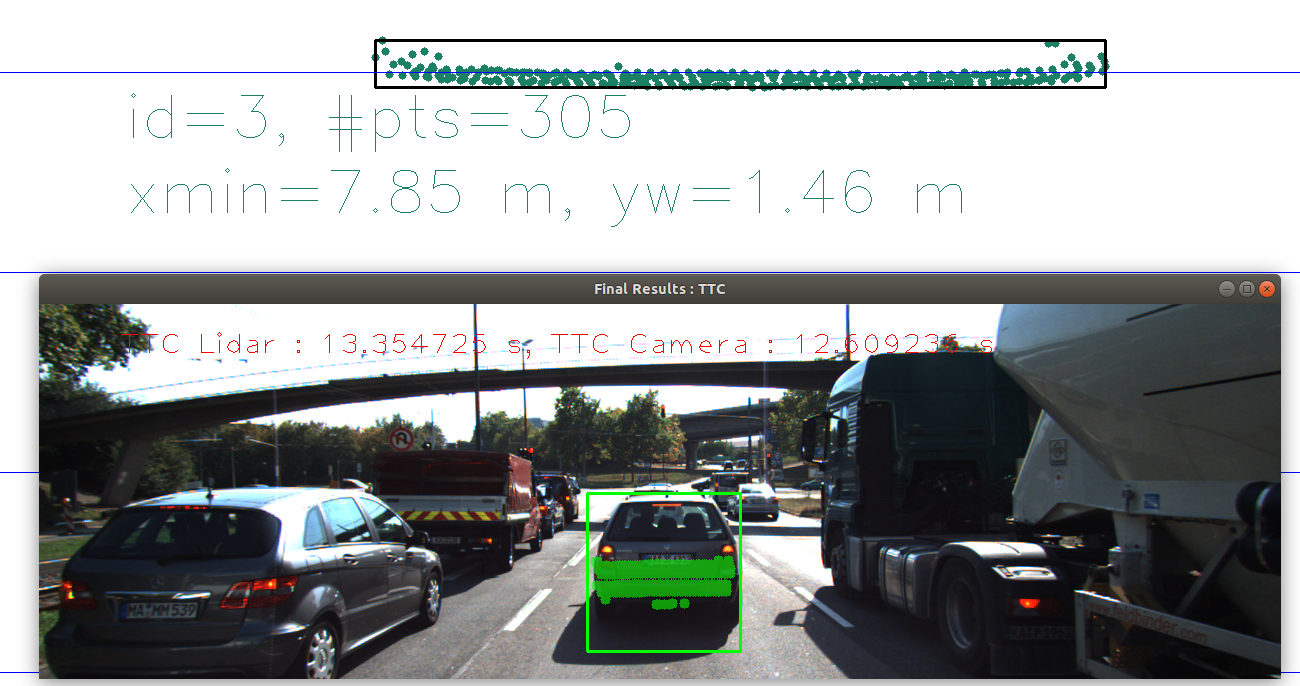 id=3, #pts=305
xmin=7.85 m, yw=1.46 m
Final Results : TTC
TTC Lidar : 13.354725 s, TTC Camera : 12.609236 s
MA MM 539